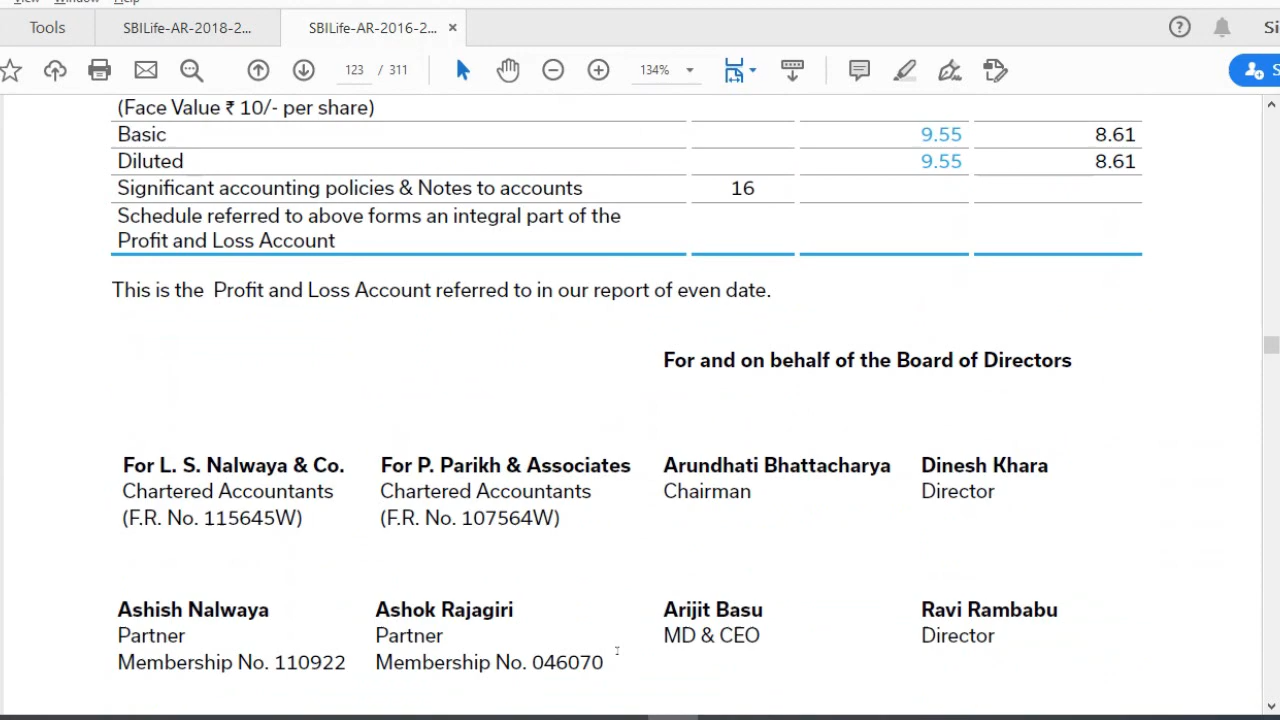 View Window Help
Tools SBILife-AR-2018-2... SBILife-AR-2016-2... ×
123 / 311 134%
(Face Value ₹ 10/- per share)
Basic 9.55 8.61
Diluted 9.55 8.61
Significant accounting policies & Notes to accounts 16
Schedule referred to above forms an integral part of the
Profit and Loss Account
This is the Profit and Loss Account referred to in our report of even date.
For and on behalf of the Board of Directors
For L. S. Nalwaya & Co. For P. Parikh & Associates Arundhati Bhattacharya Dinesh Khara
Chartered Accountants Chartered Accountants Chairman Director
(F.R. No. 115645W) (F.R. No. 107564W)
Ashish Nalwaya Ashok Rajagiri Arijit Basu Ravi Rambabu
Partner Partner MD & CEO Director
Membership No. 110922 Membership No. 046070